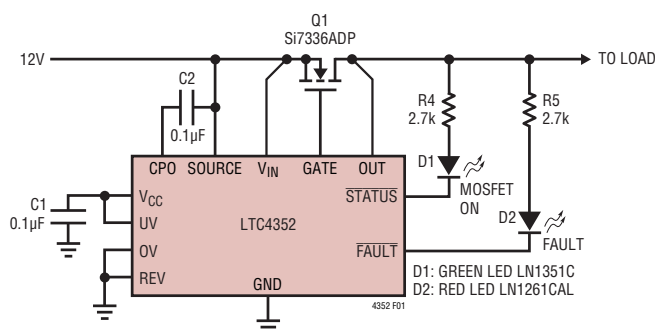 Q1
Si7336ADP
12V
TO LOAD
C2
0.1µF
R4
2.7k
R5
2.7k
CPO SOURCE VIN GATE OUT
D1
MOSFET
ON
C1
0.1µF
VCC
UV
OV
REV
LTC4352
STATUS
FAULT
GND
D2
FAULT
D1: GREEN LED LN1351C
D2: RED LED LN1261CAL
4352 F01